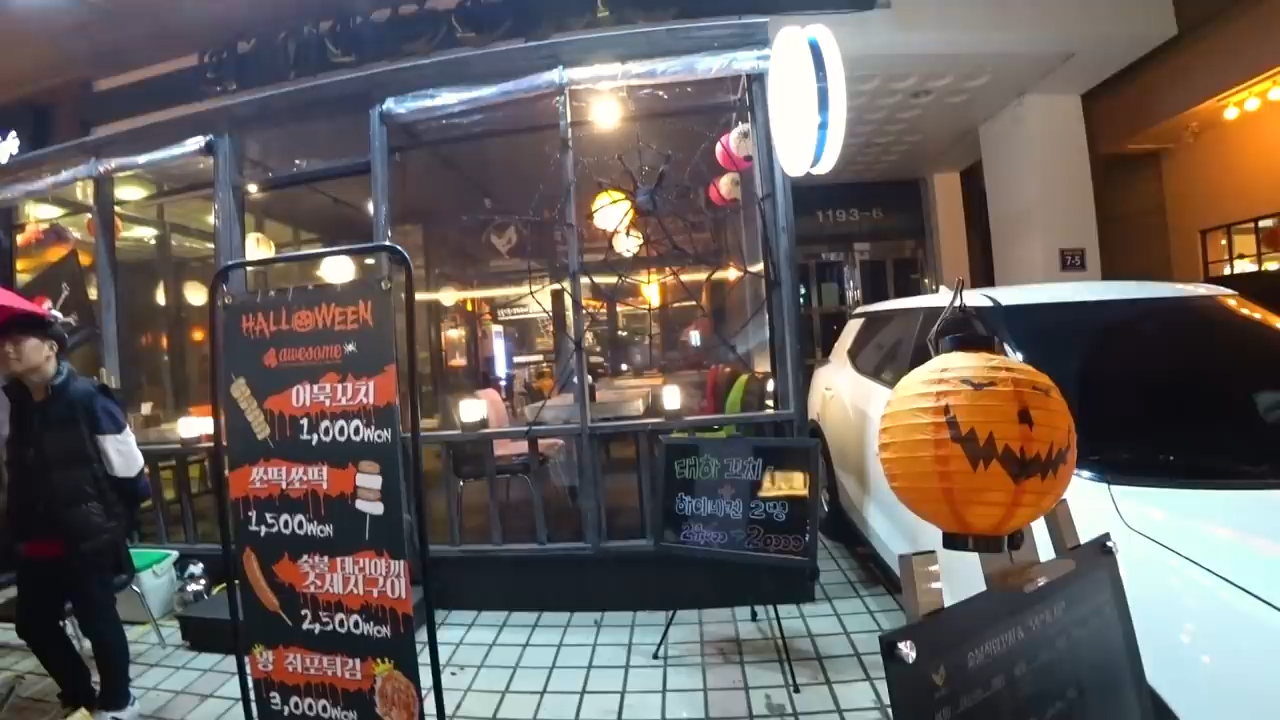 HALLOWEEN
awesome
어묵꼬치
1,000WON
쏘떡쏘떡
1,500WON
숯불 데리야끼
소세지구이
2,500WON
왕 쥐포튀김
3,000WON
대하 꼬치
+
하이네켄 2병
20000
1193-6
7-5